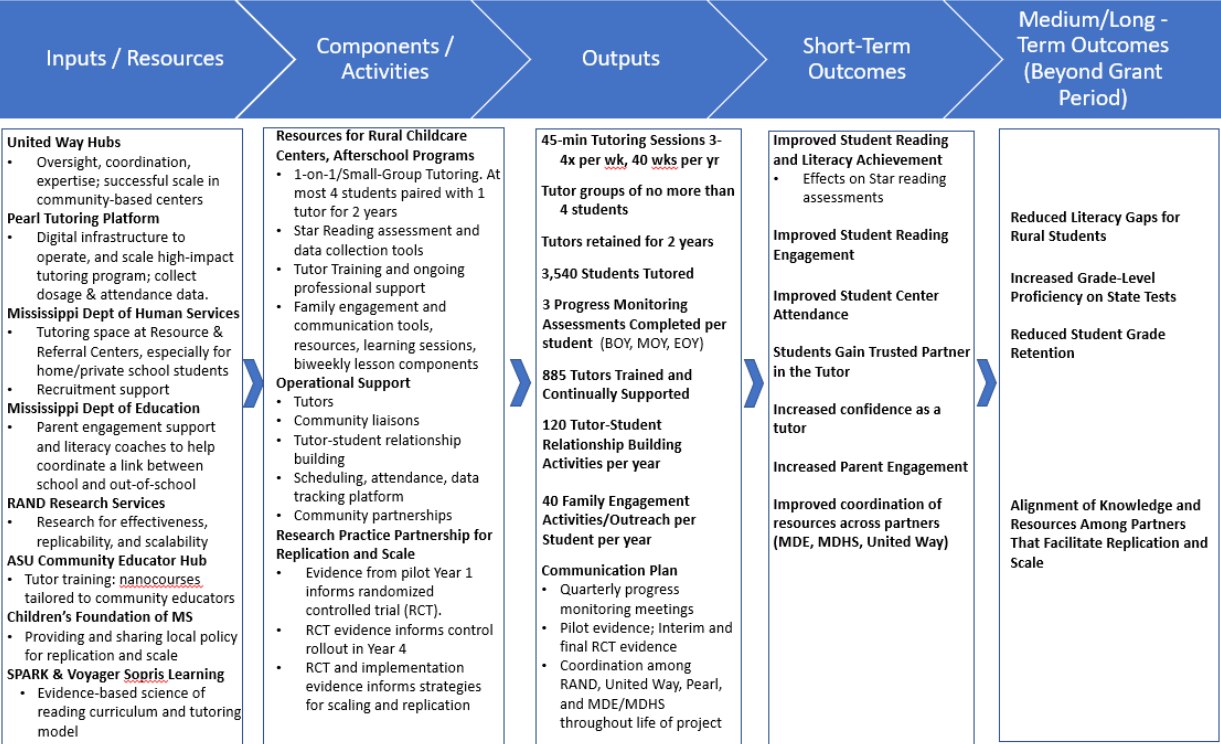 Inputs / Resources
Components /
Activities
Outputs
Short-Term
Outcomes
Medium/Long -
Term Outcomes
(Beyond Grant
Period)
United Way Hubs
• Oversight, coordination,
expertise; successful scale in
community-based centers
Pearl Tutoring Platform
• Digital infrastructure to
operate, and scale high-impact
tutoring program; collect
dosage & attendance data.
Mississippi Dept of Human Services
• Tutoring space at Resource &
Referral Centers, especially for
home/private school students
• Recruitment support
Mississippi Dept of Education
• Parent engagement support
and literacy coaches to help
coordinate a link between
school and out-of-school
RAND Research Services
• Research for effectiveness,
replicability, and scalability
ASU Community Educator Hub
• Tutor training: nanocourses
tailored to community educators
Children's Foundation of MS
• Providing and sharing local policy
for replication and scale
SPARK & Voyager Sopris Learning
• Evidence-based science of
reading curriculum and tutoring
model
Resources for Rural Childcare
Centers, Afterschool Programs
• 1-on-1/Small-Group Tutoring. At
most 4 students paired with 1
tutor for 2 years
• Star Reading assessment and
data collection tools
• Tutor Training and ongoing
professional support
• Family engagement and
communication tools,
resources, learning sessions,
biweekly lesson components
Operational Support
• Tutors
• Community liaisons
• Tutor-student relationship
building
• Scheduling, attendance, data
tracking platform
• Community partnerships
Research Practice Partnership for
Replication and Scale
• Evidence from pilot Year 1
informs randomized
controlled trial (RCT).
• RCT evidence informs control
rollout in Year 4
• RCT and implementation
evidence informs strategies
for scaling and replication
45-min Tutoring Sessions 3-
4x per wk, 40 wks per yr
Tutor groups of no more than
4 students
Tutors retained for 2 years
3,540 Students Tutored
3 Progress Monitoring
Assessments Completed per
student (BOY, MOY, EOY)
885 Tutors Trained and
Continually Supported
120 Tutor-Student
Relationship Building
Activities per year
40 Family Engagement
Activities/Outreach per
Student per year
Communication Plan
• Quarterly progress
monitoring meetings
• Pilot evidence; Interim and
final RCT evidence
• Coordination among
RAND, United Way, Pearl,
and MDE/MDHS
throughout life of project
Improved Student Reading
and Literacy Achievement
• Effects on Star reading
assessments
Improved Student Reading
Engagement
Improved Student Center
Attendance
Students Gain Trusted Partner
in the Tutor
Increased confidence as a
tutor
Increased Parent Engagement
Improved coordination of
resources across partners
(MDE, MDHS, United Way)
Reduced Literacy Gaps for
Rural Students
Increased Grade-Level
Proficiency on State Tests
Reduced Student Grade
Retention
Alignment of Knowledge and
Resources Among Partners
That Facilitate Replication and
Scale